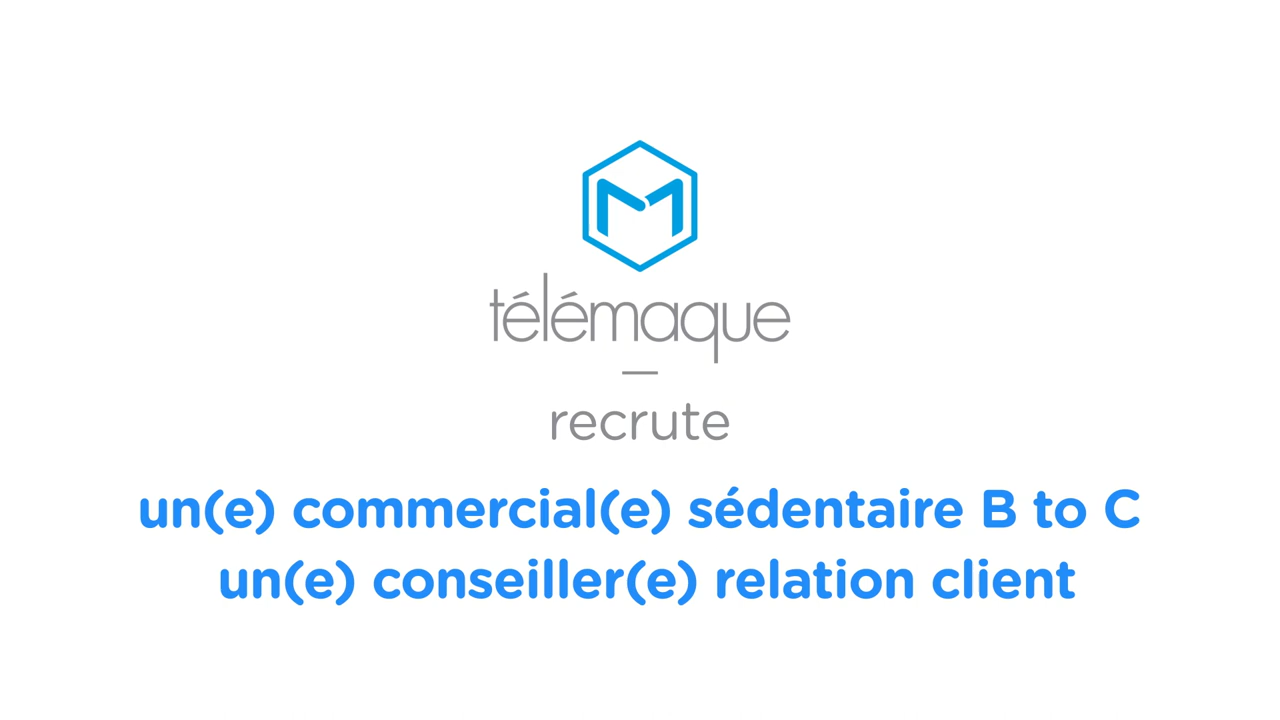 télémaque
recrute
un(e) commercial(e) sédentaire B to C
un(e) conseiller(e) relation client